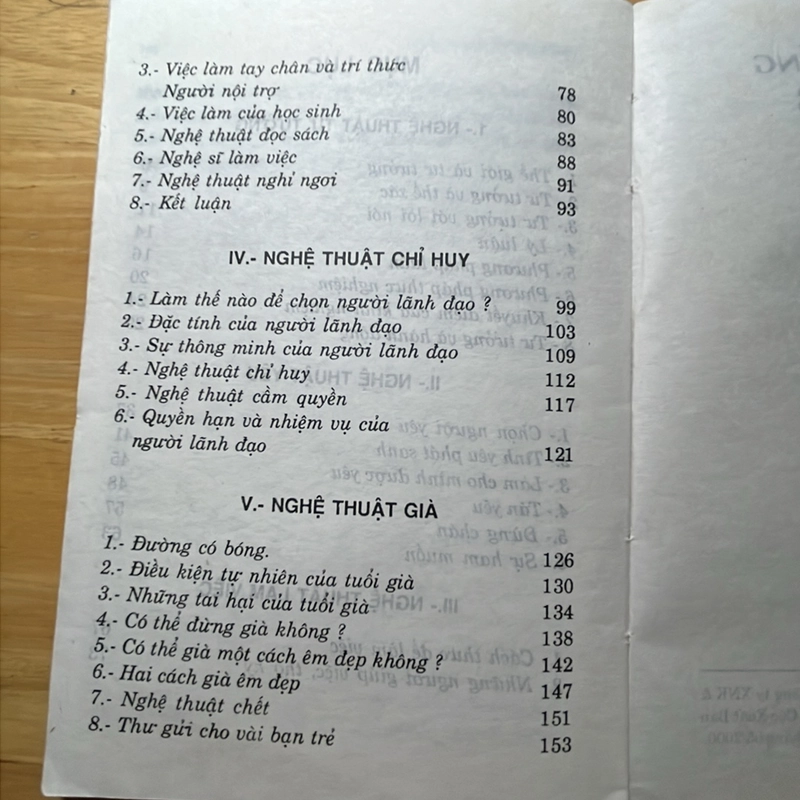 3.- Việc làm tay chân và trí thức
Người nội trợ 78
4.- Việc làm của học sinh 80
5.- Nghệ thuật đọc sách 83
6.- Nghệ sĩ làm việc 88
7.- Nghệ thuật nghỉ ngơi 91
8.- Kết luận 93
IV.- NGHỆ THUẬT CHỈ HUY
1.- Làm thế nào để chọn người lãnh đạo ? 99
2.- Đặc tính của người lãnh đạo 103
3.- Sự thông minh của người lãnh đạo 109
4.- Nghệ thuật chỉ huy 112
5.- Nghệ thuật cầm quyền 117
6.- Quyền hạn và nhiệm vụ của
người lãnh đạo 121
V.- NGHỆ THUẬT GIÀ
1.- Đường có bóng. 126
2.- Điều kiện tự nhiên của tuổi già 130
3.- Những tai hại của tuổi già 134
4.- Có thể dừng già không ? 138
5.- Có thể già một cách êm đẹp không ? 142
6.- Hai cách già êm đẹp 147
7.- Nghệ thuật chết 151
8.- Thư gửi cho vài bạn trẻ 153